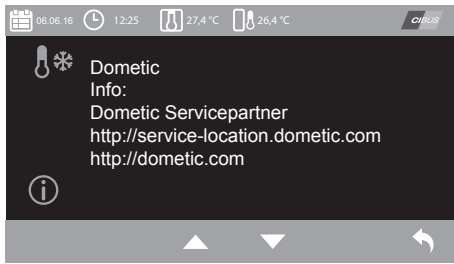 06.06.16 12:25 27,4 °C 26,4 °C CIBUS
Dometic
Info:
Dometic Servicepartner
http://service-location.dometic.com
http://dometic.com